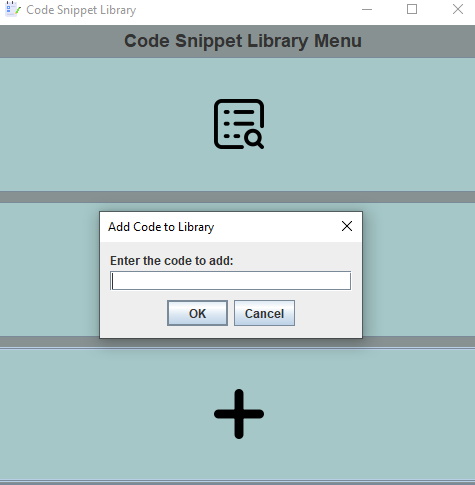 Code Snippet Library
Code Snippet Library Menu
Add Code to Library
Enter the code to add:
OK Cancel